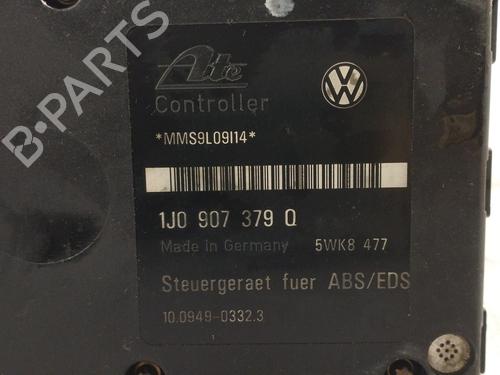 B-PARTS
Ate
Controller
*MMS9L09I14*
1J0 907 379 Q
Made in Germany 5WK8 477
Steuergeraet fuer ABS/EDS
10.0949-0332.3